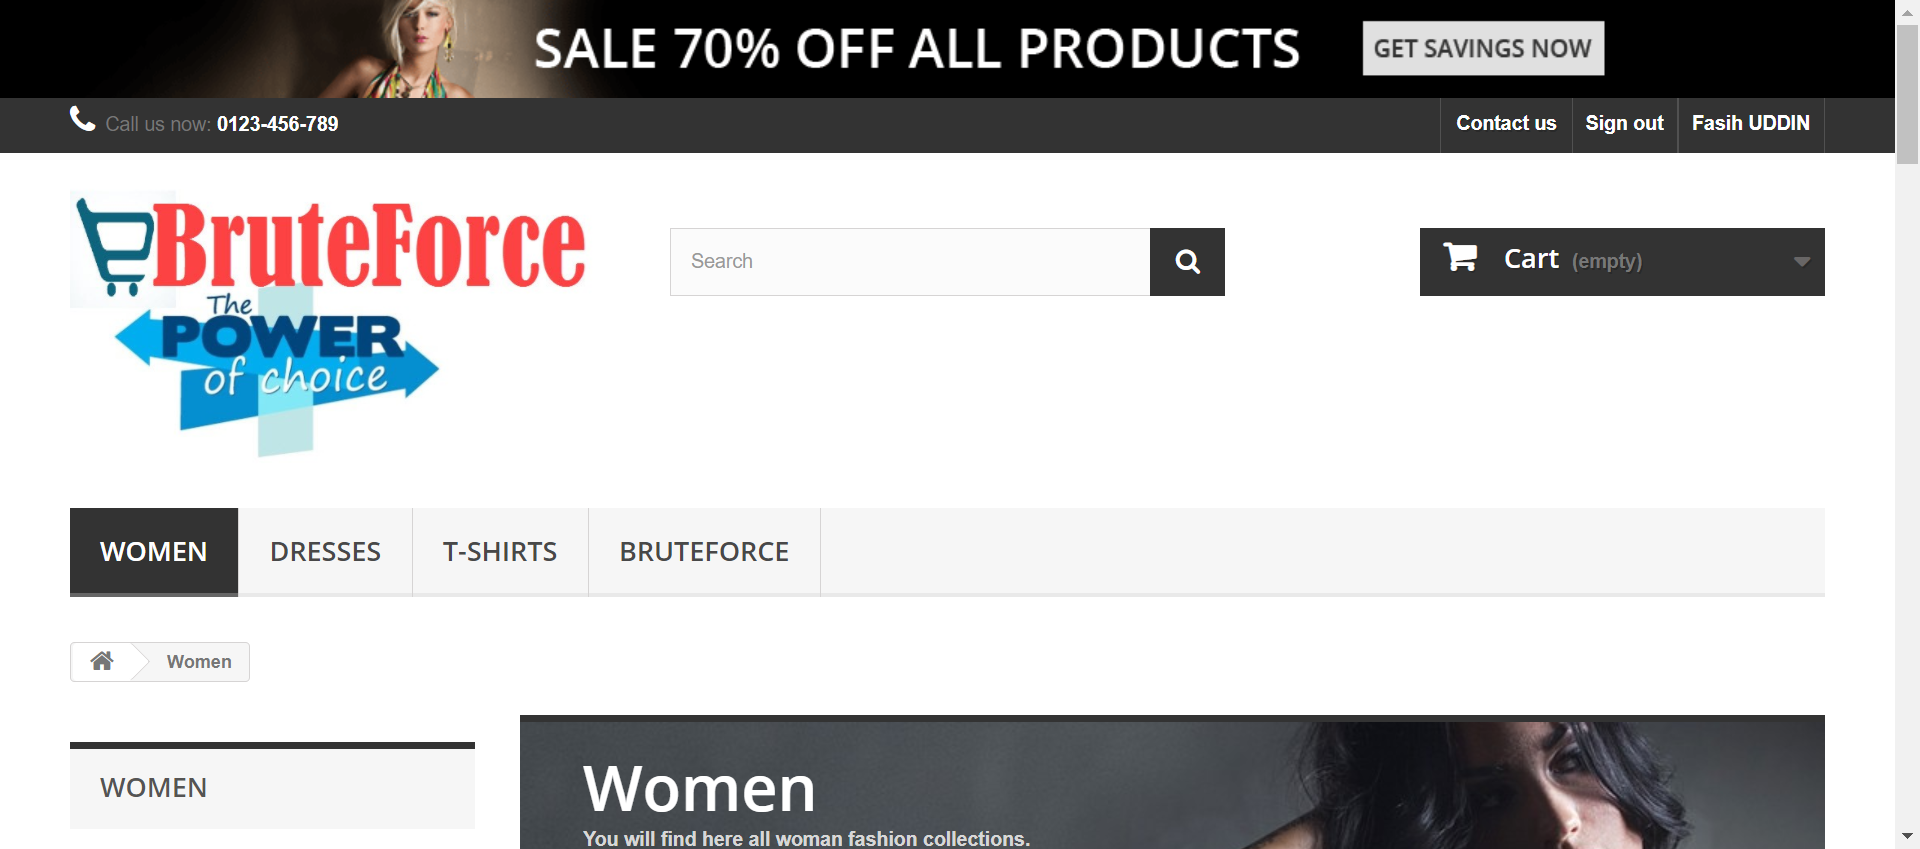 SALE 70% OFF ALL PRODUCTS GET SAVINGS NOW
Call us now: 0123-456-789 Contact us Sign out Fasih UDDIN
BruteForce
The
POWER
of choice
Search
Cart (empty)
WOMEN DRESSES T-SHIRTS BRUTEFORCE
Women
WOMEN
Women
You will find here all woman fashion collections.